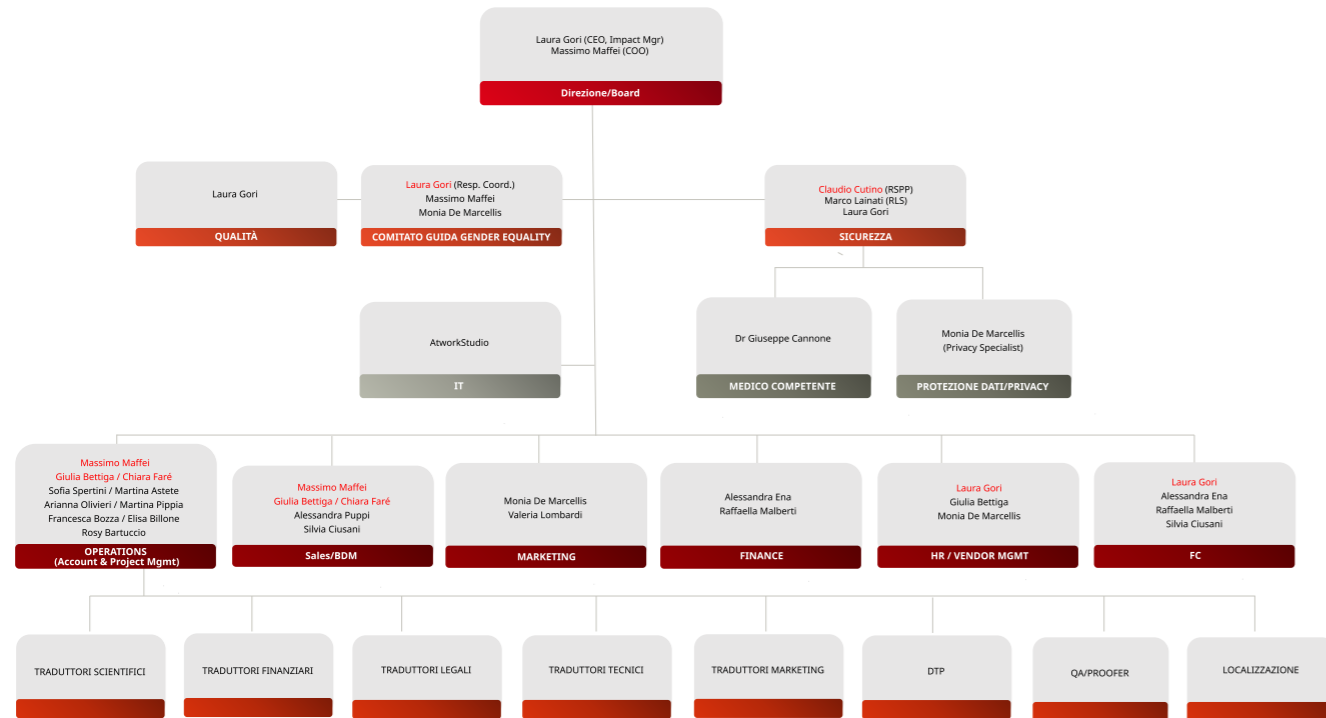 Laura Gori (CEO, Impact Mgr)
Massimo Maffei (COO)
Direzione/Board
Laura Gori
QUALITÀ
Laura Gori (Resp. Coord.)
Massimo Maffei
Monia De Marcellis
COMITATO GUIDA GENDER EQUALITY
Claudio Cutino (RSPP)
Marco Lainati (RLS)
Laura Gori
SICUREZZA
AtworkStudio
IT
Dr Giuseppe Cannone
MEDICO COMPETENTE
Monia De Marcellis
(Privacy Specialist)
PROTEZIONE DATI/PRIVACY
Massimo Maffei
Giulia Bettiga / Chiara Faré
Sofia Spertini / Martina Astete
Arianna Olivieri / Martina Pippia
Francesca Bozza / Elisa Billone
Rosy Bartuccio
OPERATIONS
(Account & Project Mgmt)
Massimo Maffei
Giulia Bettiga / Chiara Faré
Alessandra Puppi
Silvia Ciusani
Sales/BDM
Monia De Marcellis
Valeria Lombardi
MARKETING
Alessandra Ena
Raffaella Malberti
FINANCE
Laura Gori
Giulia Bettiga
Monia De Marcellis
HR / VENDOR MGMT
Laura Gori
Alessandra Ena
Raffaella Malberti
Silvia Ciusani
FC
TRADUTTORI SCIENTIFICI
TRADUTTORI FINANZIARI
TRADUTTORI LEGALI
TRADUTTORI TECNICI
TRADUTTORI MARKETING
DTP
QA/PROOFER
LOCALIZZAZIONE